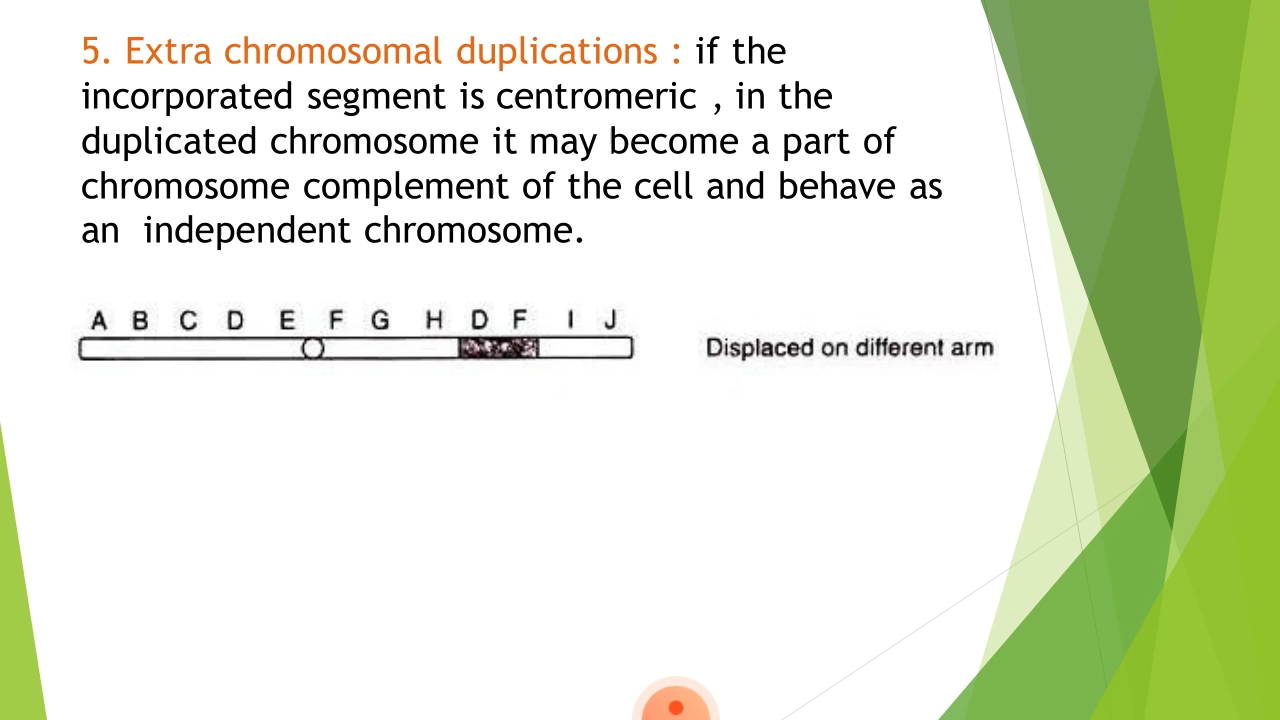 5. Extra chromosomal duplications : if the
incorporated segment is centromeric , in the
duplicated chromosome it may become a part of
chromosome complement of the cell and behave as
an  independent chromosome.
A B C D E F G H D F I J
Displaced on different arm